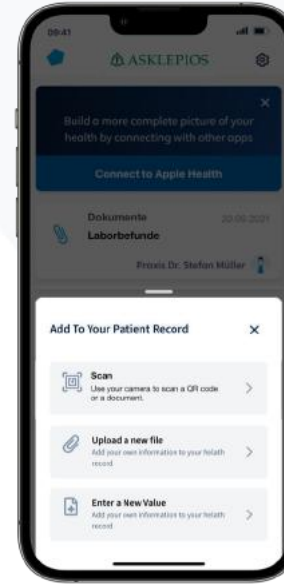 09:41
ASKLEPIOS
Build a more complete picture of your
health by connecting with other apps
Connect to Apple Health
Dokumente 22-09-2021
Laborbefunde
Praxis Dr. Stefan Müller
Add To Your Patient Record
Scan
Use your camera to scan a QR code
or a document.
Upload a new file
Add your own information to your helath
record
Enter a New Value
Add your own information to your helath
record